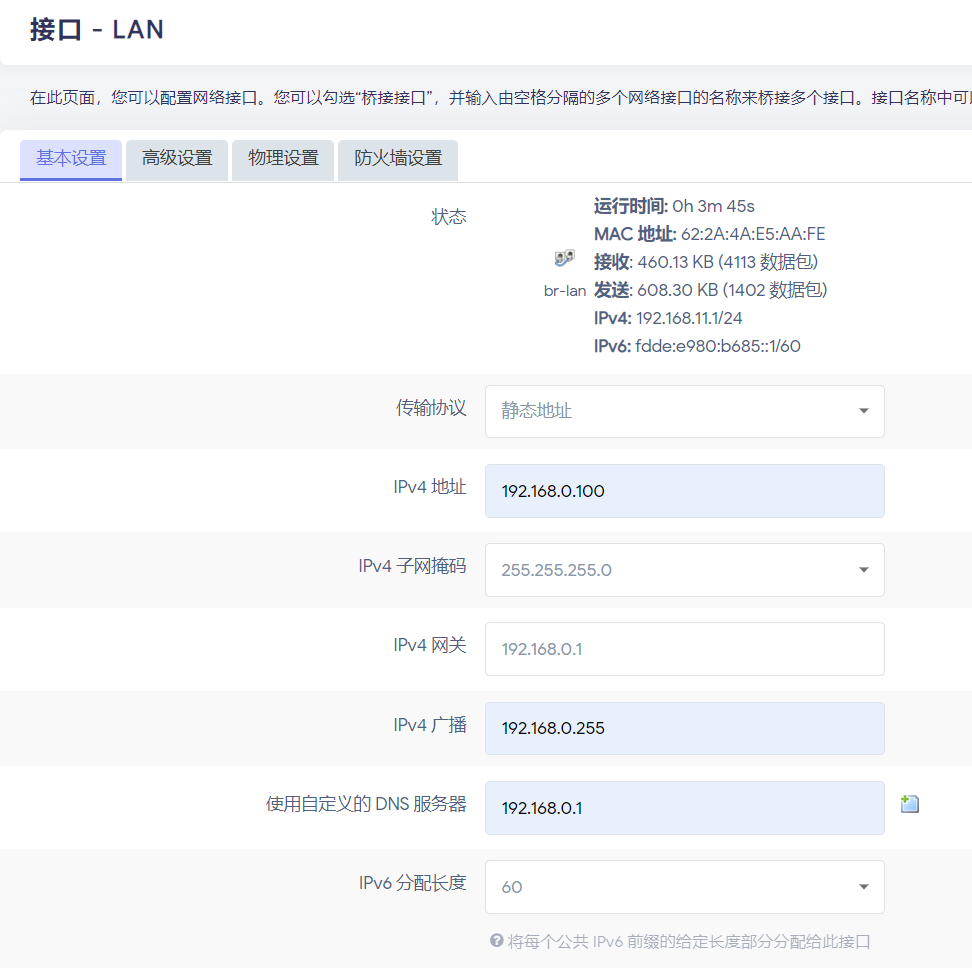 接口 - LAN
在此页面，您可以配置网络接口。您可以勾选“桥接接口”，并输入由空格分隔的多个网络接口的名称来桥接多个接口。接口名称中可
基本设置 高级设置 物理设置 防火墙设置
状态
运行时间: 0h 3m 45s
MAC 地址: 62:2A:4A:E5:AA:FE
接收: 460.13 KB (4113 数据包)
br-lan 发送: 608.30 KB (1402 数据包)
IPv4: 192.168.11.1/24
IPv6: fdde:e980:b685::1/60
传输协议 静态地址
IPv4 地址 192.168.0.100
IPv4 子网掩码 255.255.255.0
IPv4 网关 192.168.0.1
IPv4 广播 192.168.0.255
使用自定义的 DNS 服务器 192.168.0.1
IPv6 分配长度 60
将每个公共 IPv6 前缀的给定长度部分分配给此接口